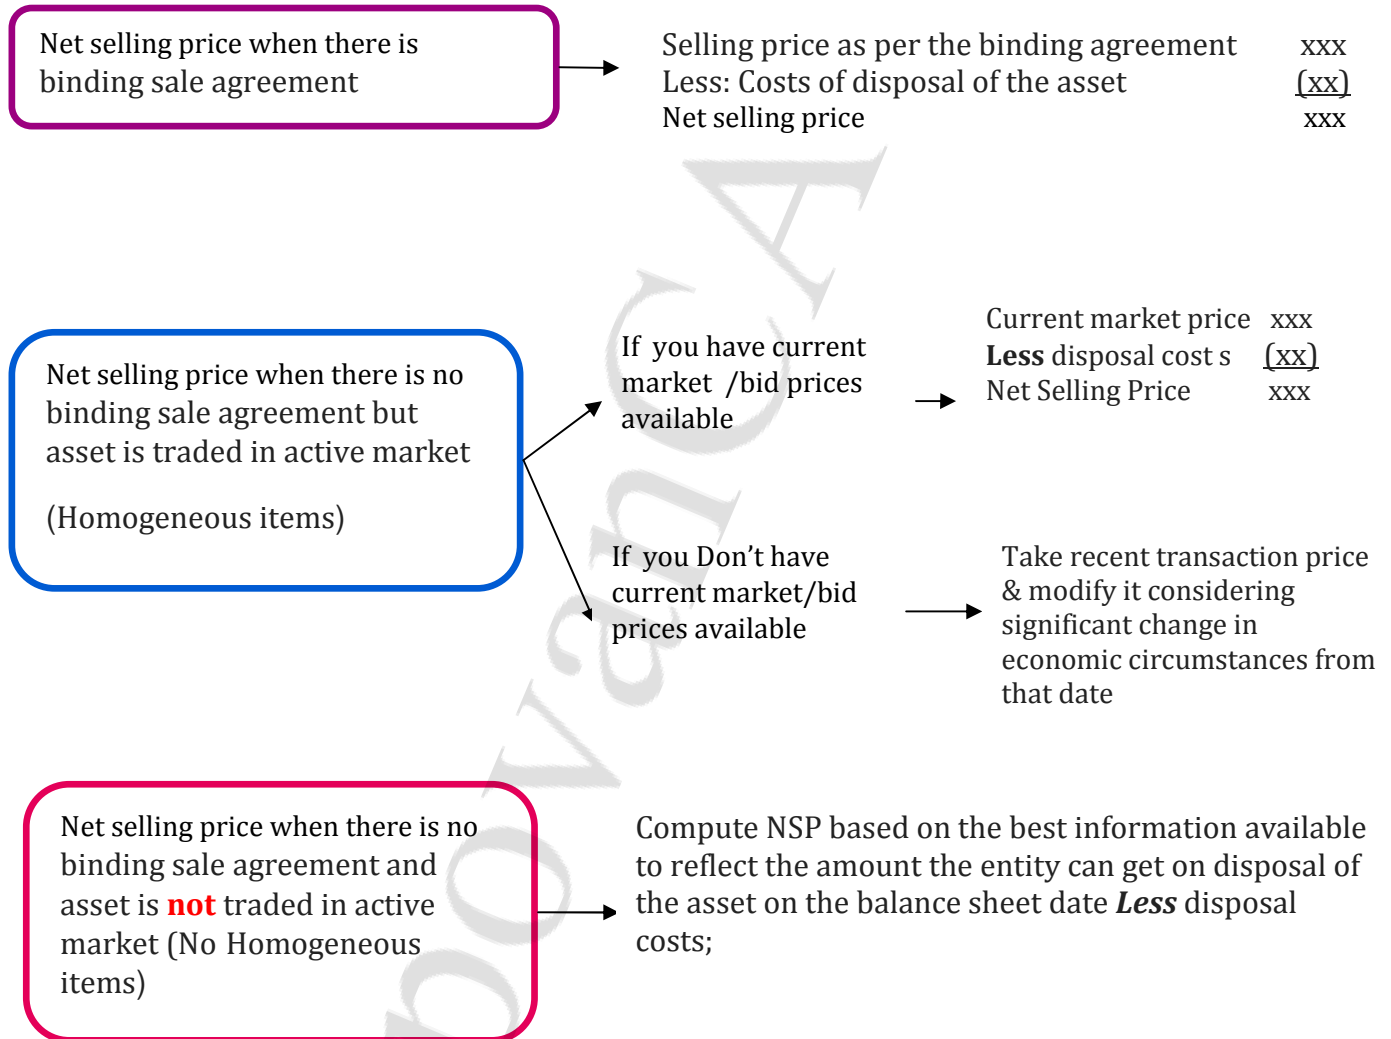 Net selling price when there is
binding sale agreement
Selling price as per the binding agreement xxx
Less: Costs of disposal of the asset (xx)
Net selling price xxx
Net selling price when there is no
binding sale agreement but
asset is traded in active market
(Homogeneous items)
If you have current
market /bid prices
available
Current market price xxx
Less disposal cost s (xx)
Net Selling Price xxx
If you Don’t have
current market/bid
prices available
Take recent transaction price
& modify it considering
significant change in
economic circumstances from
that date
Net selling price when there is no
binding sale agreement and
asset is not traded in active
market (No Homogeneous
items)
Compute NSP based on the best information available
to reflect the amount the entity can get on disposal of
the asset on the balance sheet date Less disposal
costs;